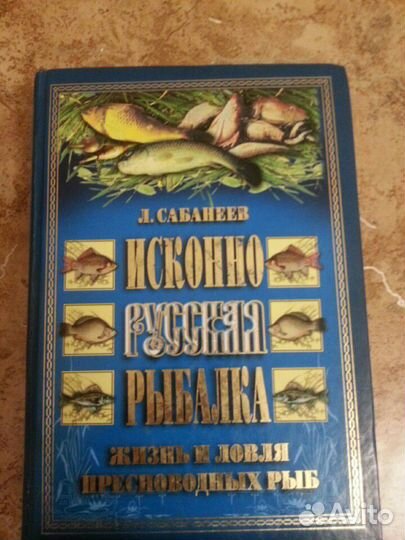 Л. САБАНЕЕВ
ИСКОННО
РУССКАЯ
РЫБАЛКА
ЖИЗНЬ И ЛОВЛЯ
ПРЕСНОВОДНЫХ РЫБ
Avito